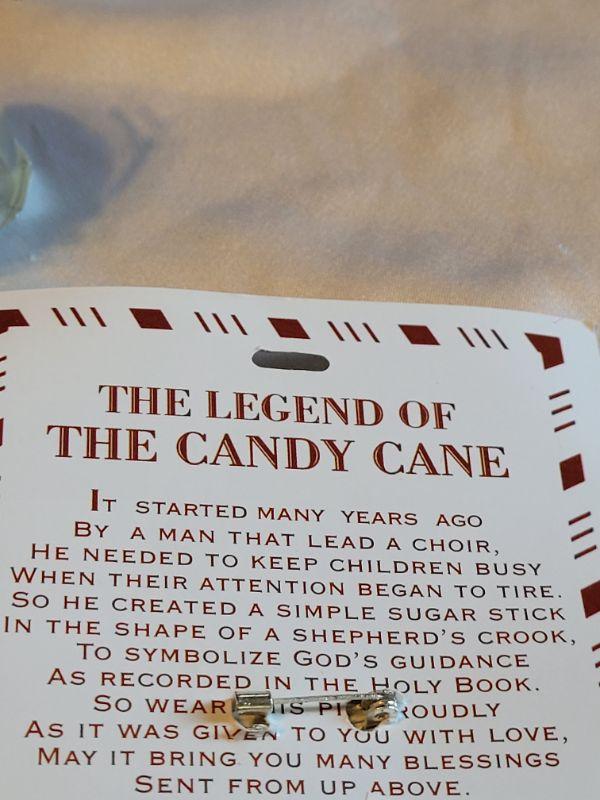 THE LEGEND OF
THE CANDY CANE
IT STARTED MANY YEARS AGO
BY A MAN THAT LEAD A CHOIR,
HE NEEDED TO KEEP CHILDREN BUSY
WHEN THEIR ATTENTION BEGAN TO TIRE.
SO HE CREATED A SIMPLE SUGAR STICK
IN THE SHAPE OF A SHEPHERD'S CROOK,
TO SYMBOLIZE GOD'S GUIDANCE
AS RECORDED IN THE HOLY BOOK.
SO WEAR THIS PIN PROUDLY
AS IT WAS GIVEN TO YOU WITH LOVE,
MAY IT BRING YOU MANY BLESSINGS
SENT FROM UP ABOVE.